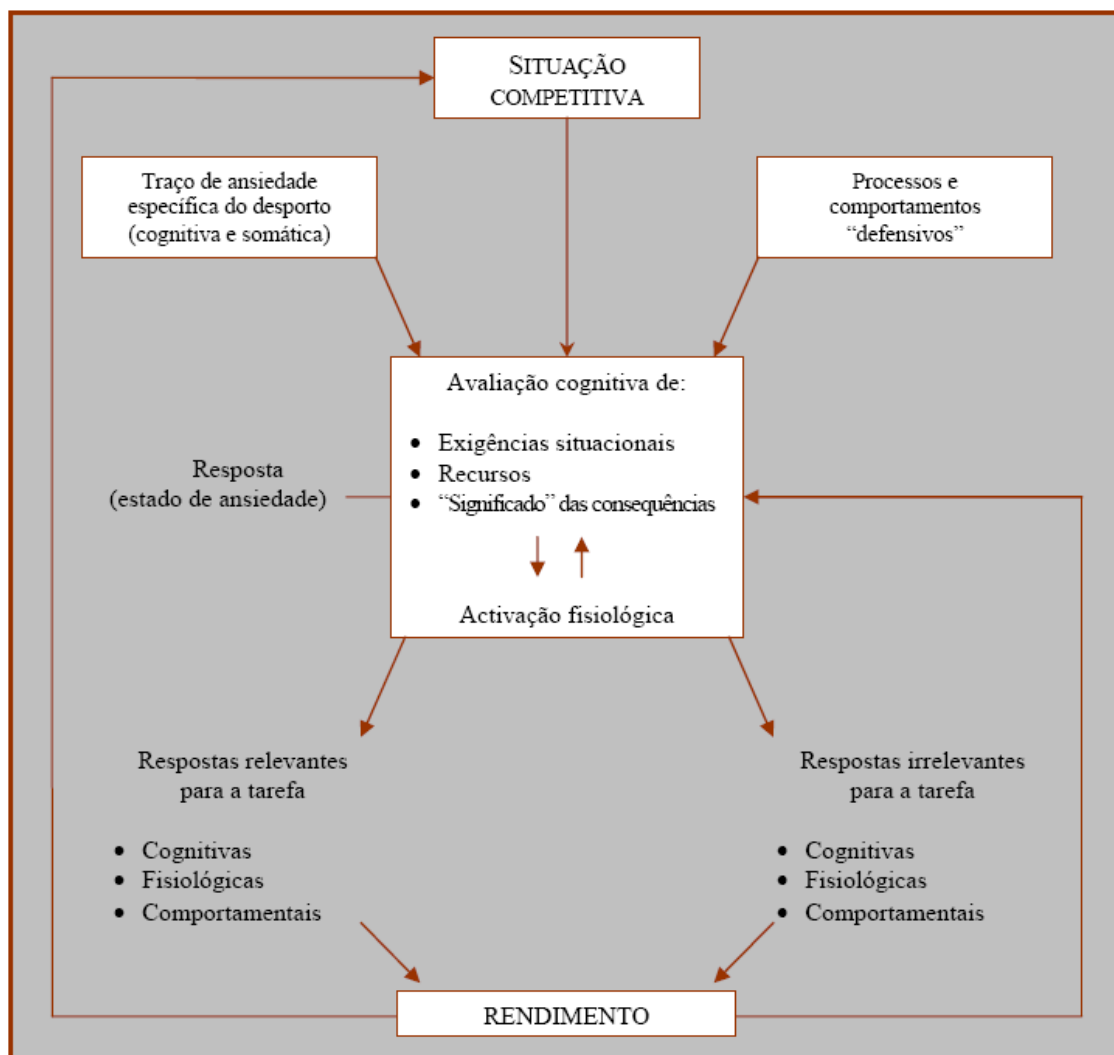 SITUAÇÃO
COMPETITIVA
Traço de ansiedade
específica do desporto
(cognitiva e somática)
Processos e
comportamentos
“defensivos”
Avaliação cognitiva de:
• Exigências situacionais
• Recursos
• “Significado” das consequências
Resposta
(estado de ansiedade)
Activação fisiológica
Respostas relevantes
para a tarefa
• Cognitivas
• Fisiológicas
• Comportamentais
Respostas irrelevantes
para a tarefa
• Cognitivas
• Fisiológicas
• Comportamentais
RENDIMENTO